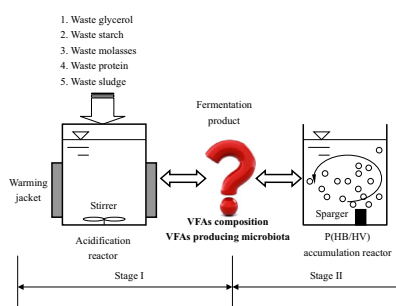 1. Waste glycerol
2. Waste starch
3. Waste molasses
4. Waste protein
5. Waste sludge
Fermentation
product
Warming
jacket
Stirrer
Sparger
VFAs composition
VFAs producing microbiota
Acidification
reactor
P(HB/HV)
accumulation reactor
Stage I
Stage II